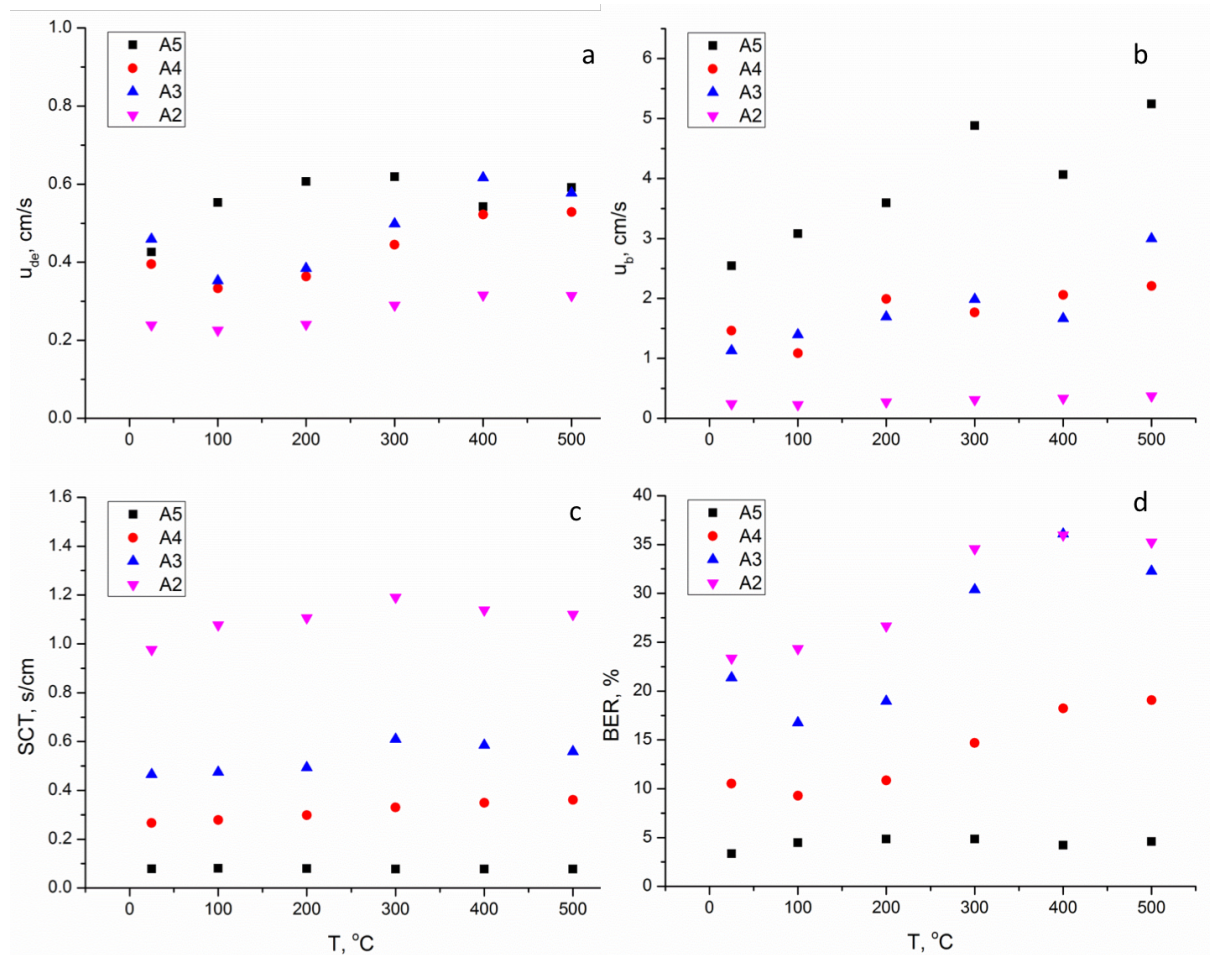 a
A5
A4
A3
A2
1.0
0.8
0.6
0.4
0.2
0.0
u_de, cm/s
0 100 200 300 400 500
b
A5
A4
A3
A2
6
5
4
3
2
1
0
u_b, cm/s
0 100 200 300 400 500
c
A5
A4
A3
A2
1.6
1.4
1.2
1.0
0.8
0.6
0.4
0.2
0.0
SCT, s/cm
0 100 200 300 400 500
T, °C
d
A5
A4
A3
A2
40
35
30
25
20
15
10
5
0
BER, %
0 100 200 300 400 500
T, °C